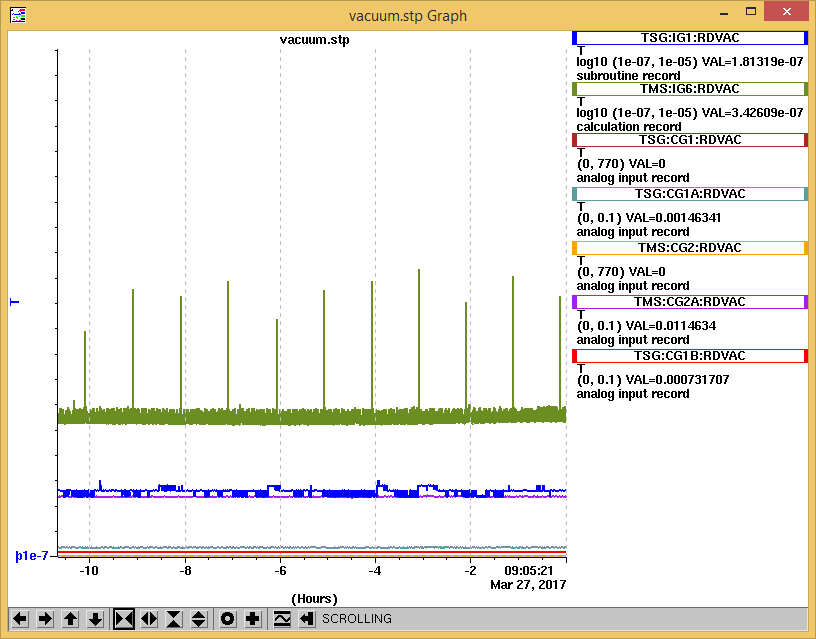 vacuum.stp Graph
vacuum.stp
TSG:IG1:RDVAC
T
log10 (1e-07, 1e-05) VAL=1.81319e-07
subroutine record
TMS:IG6:RDVAC
T
log10 (1e-07, 1e-05) VAL=3.42609e-07
calculation record
TSG:CG1:RDVAC
T
(0, 770) VAL=0
analog input record
TSG:CG1A:RDVAC
T
(0, 0.1) VAL=0.00146341
analog input record
TMS:CG2:RDVAC
T
(0, 770) VAL=0
analog input record
TMS:CG2A:RDVAC
T
(0, 0.1) VAL=0.0114634
analog input record
TSG:CG1B:RDVAC
T
(0, 0.1) VAL=0.000731707
analog input record
T
1e-7
-10 -8 -6 -4 -2 09:05:21
Mar 27, 2017
(Hours)
SCROLLING